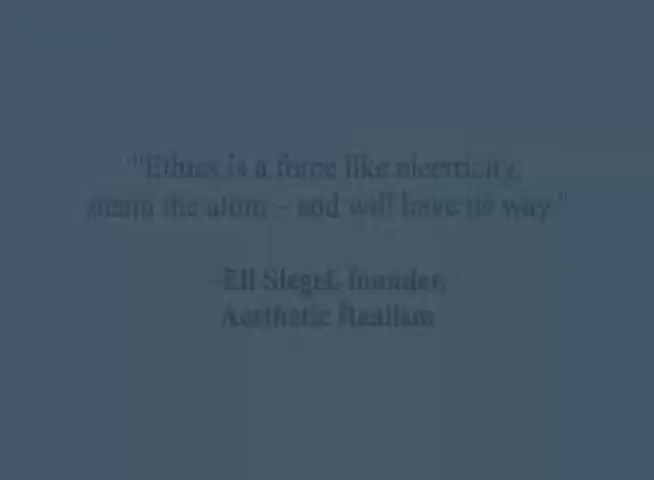 "Ethics is a force like electricity,
steam the atom – and will have its way."
-Eli Siegel, founder,
Aesthetic Realism